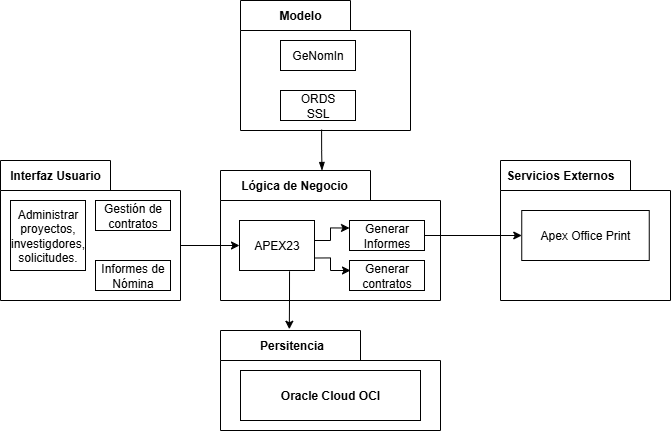 Modelo
GeNomIn
ORDS
SSL
Interfaz Usuario
Administrar
proyectos,
investigdores,
solicitudes.
Gestión de
contratos
Informes de
Nómina
Lógica de Negocio
APEX23
Generar
Informes
Generar
contratos
Servicios Externos
Apex Office Print
Persitencia
Oracle Cloud OCI